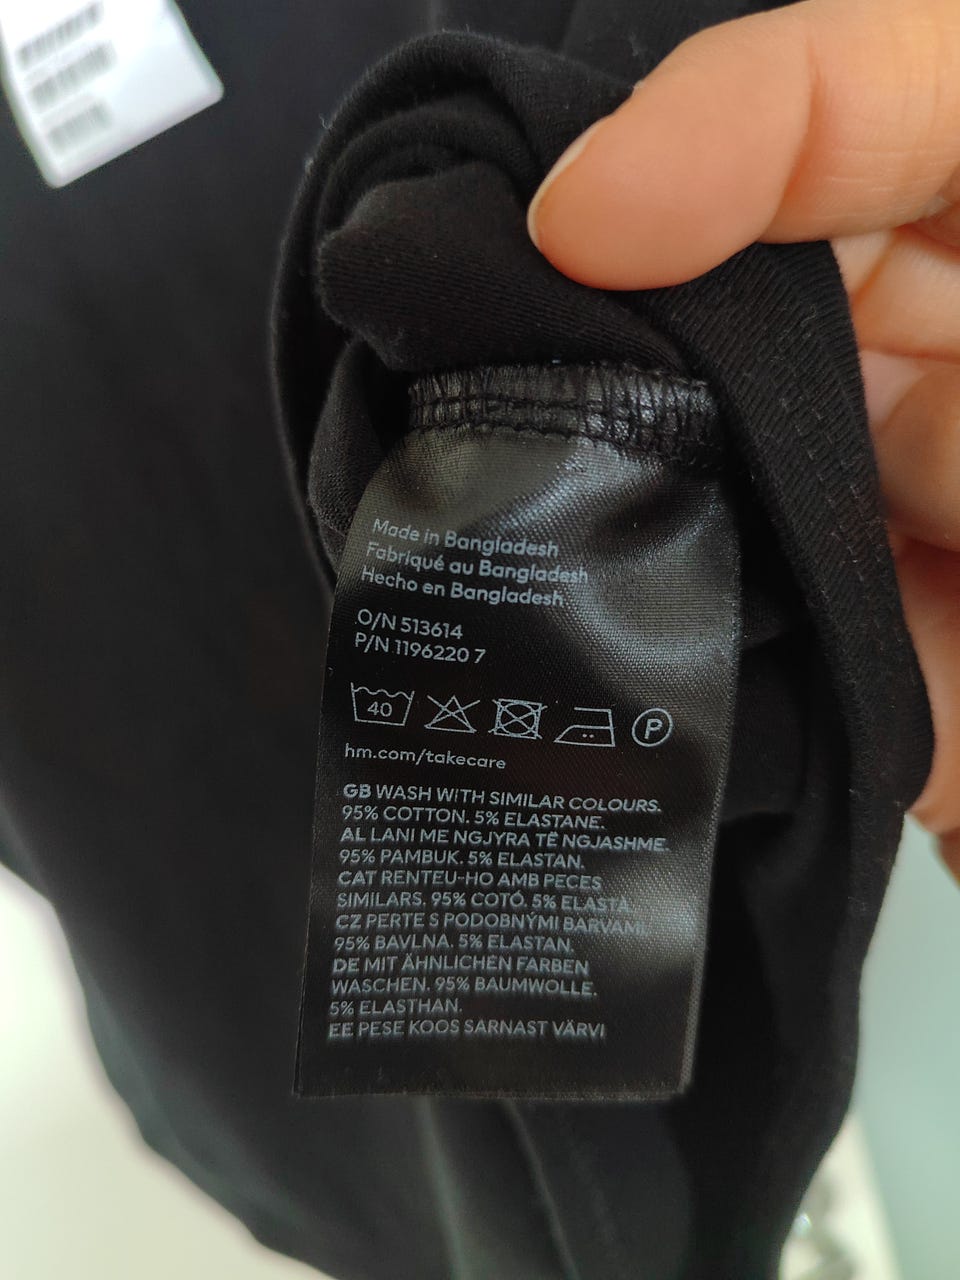 Made in Bangladesh
Fabriqué au Bangladesh
Hecho en Bangladesh
O/N 513614
P/N 1196220 7
40
P
hm.com/takecare
GB WASH WITH SIMILAR COLOURS.
95% COTTON. 5% ELASTANE.
AL LANI ME NGJYRA TË NGJASHME.
95% PAMBUK. 5% ELASTAN.
CAT RENTEU-HO AMB PECES
SIMILARS. 95% COTÓ. 5% ELASTÀ.
CZ PERTE S PODOBNÝMI BARVAMI.
95% BAVLNA. 5% ELASTAN.
DE MIT ÄHNLICHEN FARBEN
WASCHEN. 95% BAUMWOLLE.
5% ELASTHAN.
EE PESE KOOS SARNAST VÄRVI